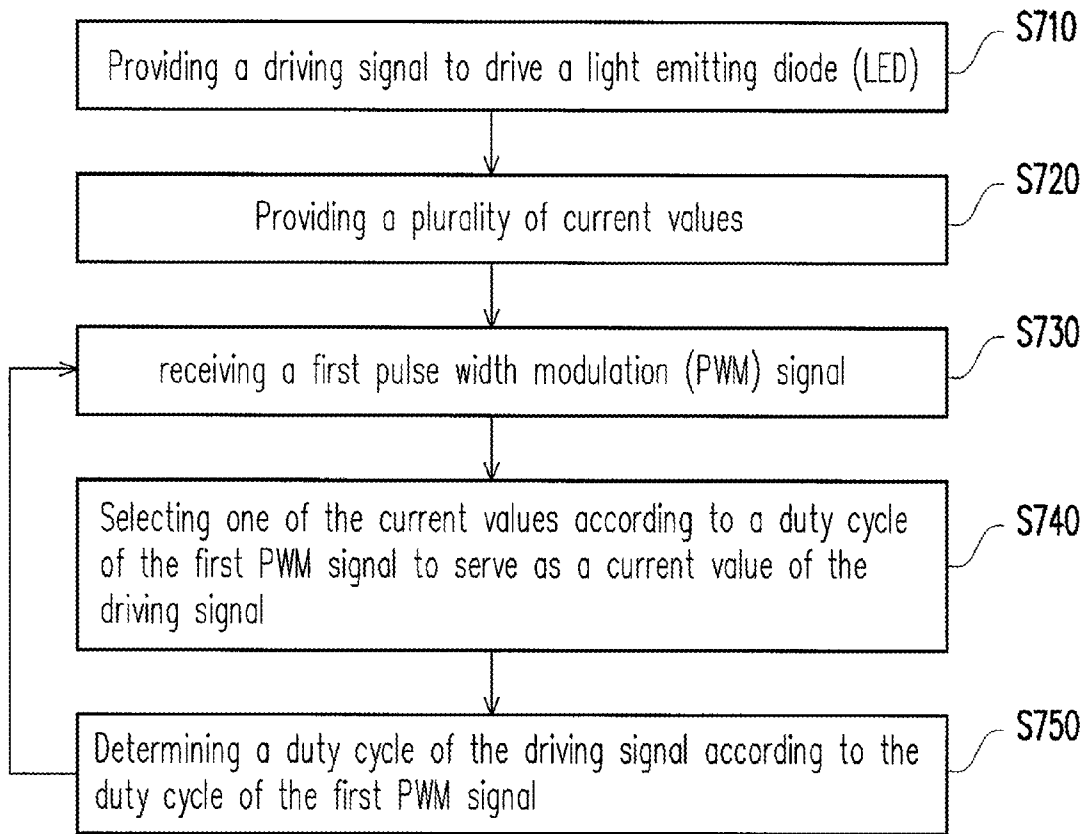 S710
Providing a driving signal to drive a light emitting diode (LED)
S720
Providing a plurality of current values
S730
receiving a first pulse width modulation (PWM) signal
S740
Selecting one of the current values according to a duty cycle
of the first PWM signal to serve as a current value of the
driving signal
S750
Determining a duty cycle of the driving signal according to the
duty cycle of the first PWM signal